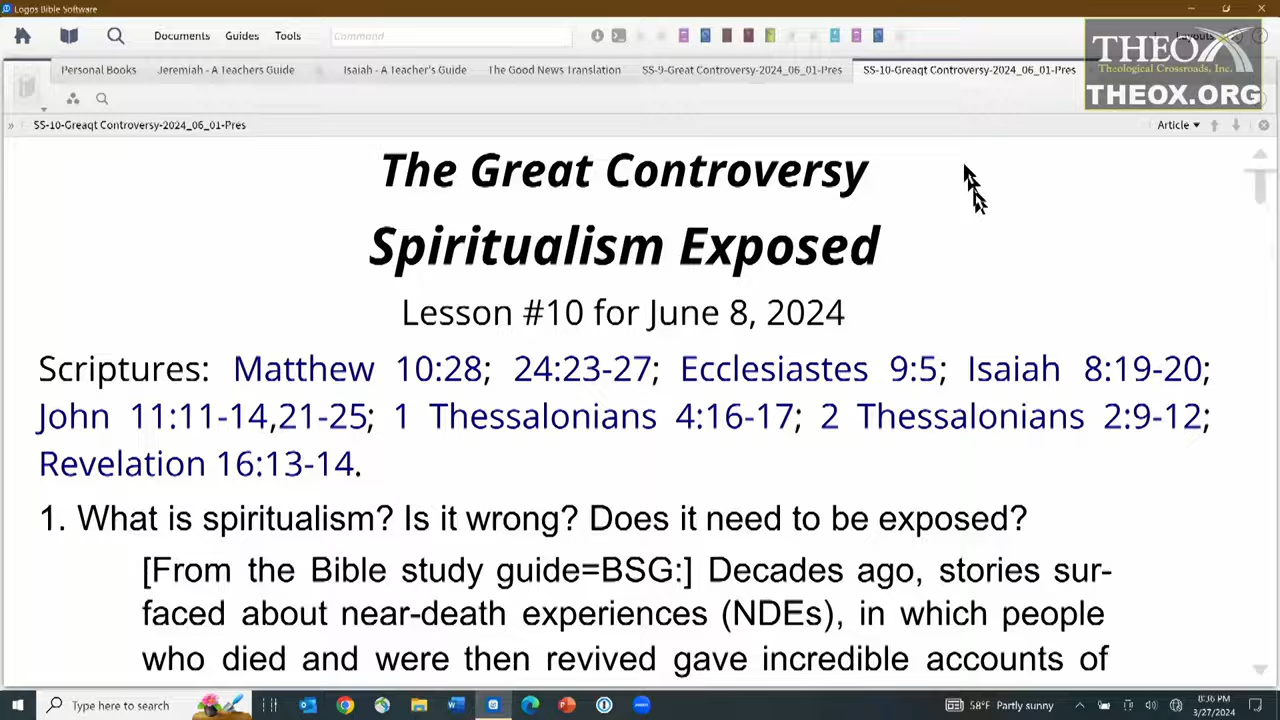 Logos Bible Software
Documents Guides Tools Command
THEOX
Theological Crossroads, Inc.
THEOX.ORG
Personal Books Jeremiah - A Teachers Guide Isaiah - A Teachers The Good News Translation SS-9-Great Controversy-2024_06_01-Pres SS-10-Greaqt Controversy-2024_06_01-Pres
» SS-10-Greaqt Controversy-2024_06_01-Pres Article
The Great Controversy
Spiritualism Exposed
Lesson #10 for June 8, 2024
Scriptures: Matthew 10:28; 24:23-27; Ecclesiastes 9:5; Isaiah 8:19-20;
John 11:11-14,21-25; 1 Thessalonians 4:16-17; 2 Thessalonians 2:9-12;
Revelation 16:13-14.
1. What is spiritualism? Is it wrong? Does it need to be exposed?
[From the Bible study guide=BSG:] Decades ago, stories sur-
faced about near-death experiences (NDEs), in which people
who died and were then revived gave incredible accounts of
Type here to search 58°F Partly sunny 8:36 PM
3/27/2024